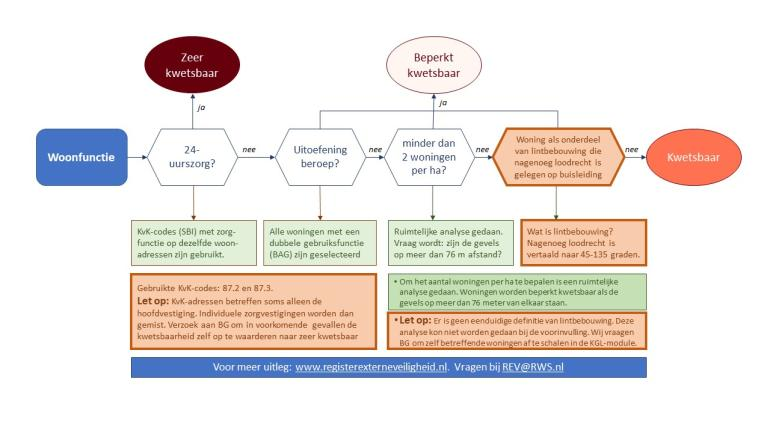 Zeer
kwetsbaar
Beperkt
kwetsbaar
ja
ja
Woonfunctie
24-
uurszorg?
nee
Uitoefening
beroep?
nee
minder dan
2 woningen
per ha?
nee
Woning als onderdeel
van lintbebouwing die
nagenoeg loodrecht is
gelegen op buisleiding
nee
Kwetsbaar
KvK-codes (SBI) met zorg-
functie op dezelfde woon-
adressen zijn gebruikt.
Alle woningen met een
dubbele gebruiksfunctie
(BAG) zijn geselecteerd
Ruimtelijke analyse gedaan.
Vraag wordt: zijn de gevels
op meer dan 76 m afstand?
Wat is lintbebouwing?
Nagenoeg loodrecht is
vertaald naar 45-135 graden.
Gebruikte KvK-codes: 87.2 en 87.3.
Let op: KvK-adressen betreffen soms alleen de
hoofdvestiging. Individuele zorgvestigingen worden dan
gemist. Verzoek aan BG om in voorkomende gevallen de
kwetsbaarheid zelf op te waarderen naar zeer kwetsbaar
• Om het aantal woningen per ha te bepalen is een ruimtelijke
analyse gedaan. Woningen worden beperkt kwetsbaar als de
gevels op meer dan 76 meter van elkaar staan.
• Let op: Er is geen eenduidige definitie van lintbebouwing. Deze
analyse kon niet worden gedaan bij de voorinvulling. Wij vraagen
BG om zelf betreffende woningen af te schalen in de KGL-module.
Voor meer uitleg: www.registerexterneveiligheid.nl. Vragen bij REV@RWS.nl